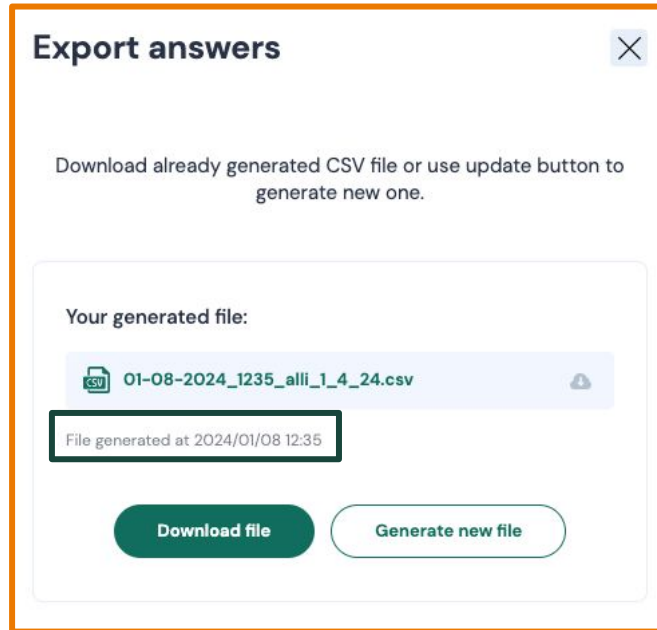 Export answers
Download already generated CSV file or use update button to
generate new one.
Your generated file:
CSV 01-08-2024_1235_alli_1_4_24.csv
File generated at 2024/01/08 12:35
Download file Generate new file